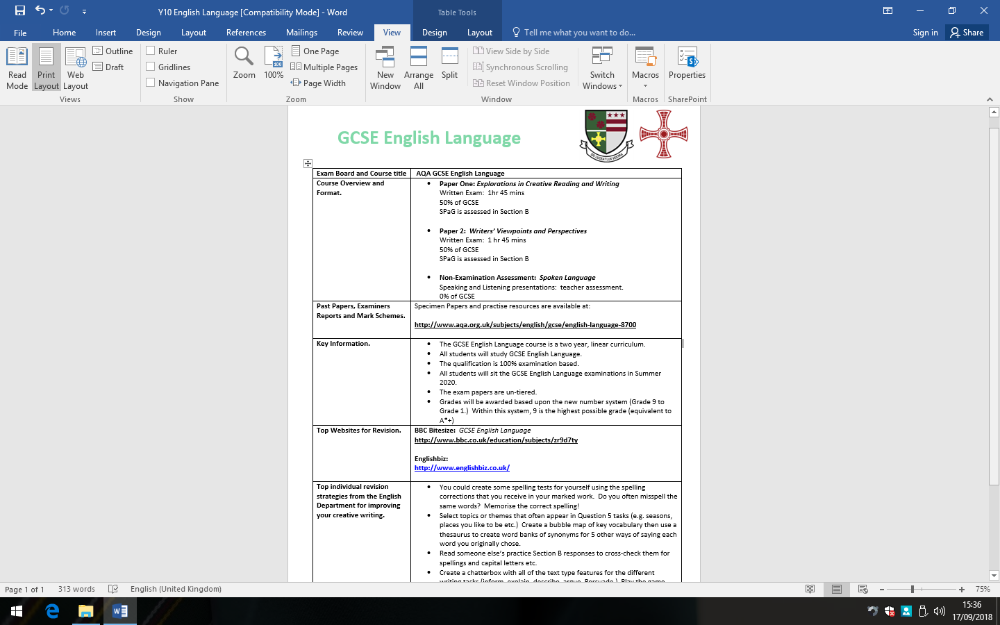 Y10 English Language [Compatibility Mode] - Word
Table Tools
File Home Insert Design Layout References Mailings Review View Design Layout Tell me what you want to do... Sign in Share
Read Mode
Print Layout
Web Layout
Outline
Draft
Views
Ruler
Gridlines
Navigation Pane
Show
Zoom
100
100%
One Page
Multiple Pages
Page Width
Zoom
New Window
Arrange All
Split
View Side by Side
Synchronous Scrolling
Reset Window Position
Window
Switch Windows
Macros
Macros
Properties
SharePoint
GCSE English Language
SIC LUCEAT LUX VESTRA
Exam Board and Course title
AQA GCSE English Language
Course Overview and
Format.
• Paper One: Explorations in Creative Reading and Writing
Written Exam: 1hr 45 mins
50% of GCSE
SPaG is assessed in Section B
• Paper 2: Writers’ Viewpoints and Perspectives
Written Exam: 1 hr 45 mins
50% of GCSE
SPaG is assessed in Section B
• Non-Examination Assessment: Spoken Language
Speaking and Listening presentations: teacher assessment.
0% of GCSE
Past Papers, Examiners
Reports and Mark Schemes.
Specimen Papers and practise resources are available at:
http://www.aqa.org.uk/subjects/english/gcse/english-language-8700
Key Information.
• The GCSE English Language course is a two year, linear curriculum.
• All students will study GCSE English Language.
• The qualification is 100% examination based.
• All students will sit the GCSE English Language examinations in Summer
2020.
• The exam papers are un-tiered.
• Grades will be awarded based upon the new number system (Grade 9 to
Grade 1.) Within this system, 9 is the highest possible grade (equivalent to
A*+)
Top Websites for Revision.
BBC Bitesize: GCSE English Language
http://www.bbc.co.uk/education/subjects/zr9d7ty
Englishbiz:
http://www.englishbiz.co.uk/
Top individual revision
strategies from the English
Department for improving
your creative writing.
• You could create some spelling tests for yourself using the spelling
corrections that you receive in your marked work. Do you often misspell the
same words? Memorise the correct spelling!
• Select topics or themes that often appear in Question 5 tasks (e.g. seasons,
places you like to be etc.) Create a bubble map of key vocabulary then use a
thesaurus to create word banks of synonyms for 5 other ways of saying each
word you originally chose.
• Read someone else’s practice Section B responses to cross-check them for
spellings and capital letters etc.
• Create a chatterbox with all of the text type features for the different
writing tasks (inform, explain, describe, argue, Persuade.) Play the game
Page 1 of 1 313 words English (United Kingdom) 75%
15:36
17/09/2018